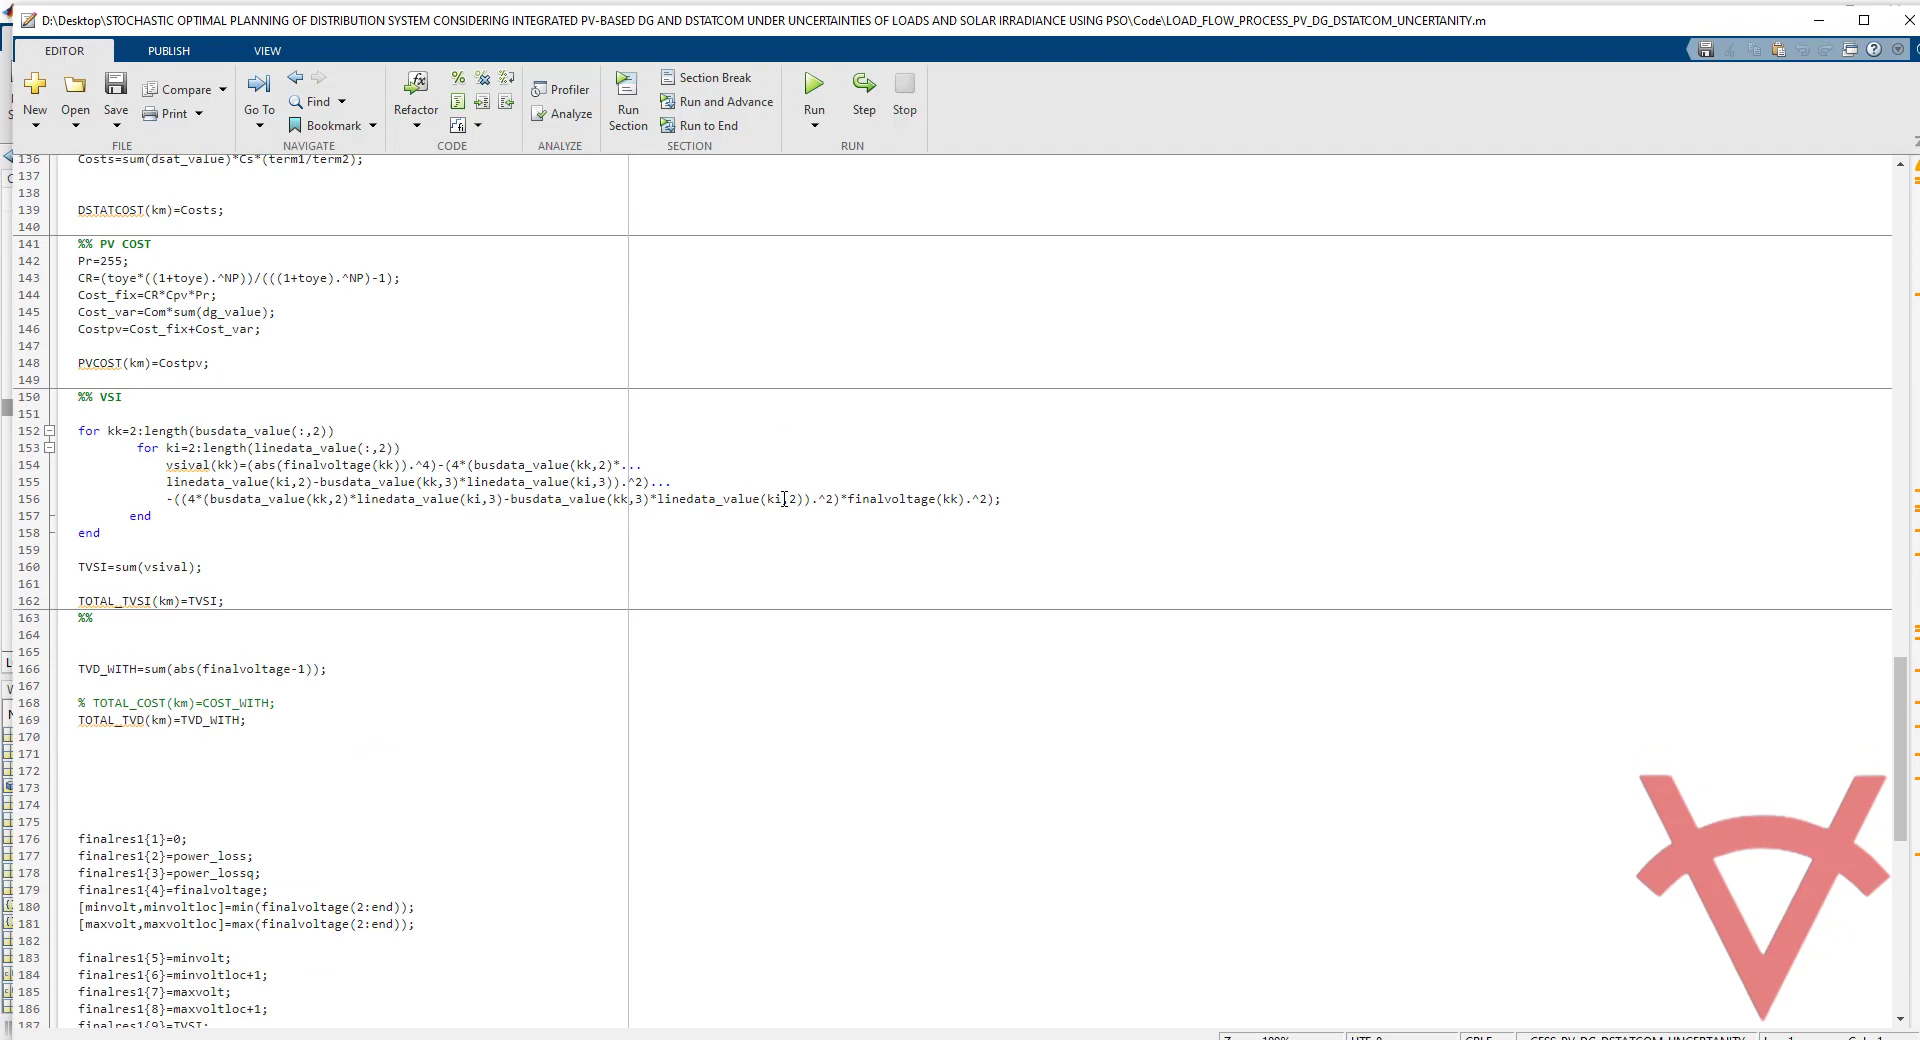 D:\Desktop\STOCHASTIC OPTIMAL PLANNING OF DISTRIBUTION SYSTEM CONSIDERING INTEGRATED PV-BASED DG AND DSTATCOM UNDER UNCERTAINTIES OF LOADS AND SOLAR IRRADIANCE USING PSO\Code\LOAD_FLOW_PROCESS_PV_DG_DSTATCOM_UNCERTANITY.m
EDITOR PUBLISH VIEW
New Open Save Compare Print
Go To Find Bookmark
Refactor
Profiler Analyze
Run Section
Section Break
Run and Advance
Run to End
Run Step Stop
FILE NAVIGATE CODE ANALYZE SECTION RUN
136 Costs=sum(dsat_value)*Cs*(term1/term2);
137
138
139 DSTATCOST(km)=Costs;
140
141 %% PV COST
142 Pr=255;
143 CR=(toye*((1+toye).^NP))/(((1+toye).^NP)-1);
144 Cost_fix=CR*Cpv*Pr;
145 Cost_var=Com*sum(dg_value);
146 Costpv=Cost_fix+Cost_var;
147
148 PVCOST(km)=Costpv;
149
150 %% VSI
151
152 for kk=2:length(busdata_value(:,2))
153 for ki=2:length(linedata_value(:,2))
154 vsival(kk)=(abs(finalvoltage(kk)).^4)-(4*(busdata_value(kk,2)*...
155 linedata_value(ki,2)-busdata_value(kk,3)*linedata_value(ki,3)).^2)...
156 -((4*(busdata_value(kk,2)*linedata_value(ki,3)-busdata_value(kk,3)*linedata_value(ki,2)).^2)*finalvoltage(kk).^2);
157 end
158 end
159
160 TVSI=sum(vsival);
161
162 TOTAL_TVSI(km)=TVSI;
163 %%
164
165
166 TVD_WITH=sum(abs(finalvoltage-1));
167
168 % TOTAL_COST(km)=COST_WITH;
169 TOTAL_TVD(km)=TVD_WITH;
170
171
172
173
174
175
176 finalres1{1}=0;
177 finalres1{2}=power_loss;
178 finalres1{3}=power_lossq;
179 finalres1{4}=finalvoltage;
180 [minvolt,minvoltloc]=min(finalvoltage(2:end));
181 [maxvolt,maxvoltloc]=max(finalvoltage(2:end));
182
183 finalres1{5}=minvolt;
184 finalres1{6}=minvoltloc+1;
185 finalres1{7}=maxvolt;
186 finalres1{8}=maxvoltloc+1;
187 finalres1{9}=TVSI;